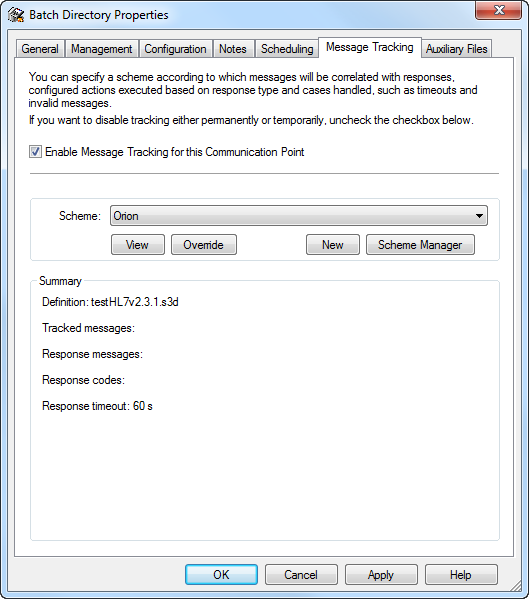 Batch Directory Properties
General Management Configuration Notes Scheduling Message Tracking Auxiliary Files
You can specify a scheme according to which messages will be correlated with responses,
configured actions executed based on response type and cases handled, such as timeouts and
invalid messages.
If you want to disable tracking either permanently or temporarily, uncheck the checkbox below.
Enable Message Tracking for this Communication Point
Scheme: Orion
View Override New Scheme Manager
Summary
Definition: testHL7v2.3.1.s3d
Tracked messages:
Response messages:
Response codes:
Response timeout: 60 s
OK Cancel Apply Help